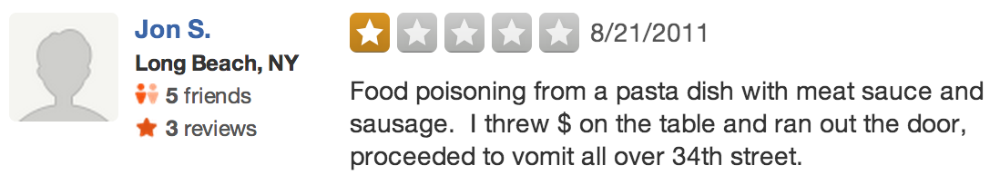 Jon S.
Long Beach, NY
5 friends
3 reviews
8/21/2011
Food poisoning from a pasta dish with meat sauce and
sausage.  I threw $ on the table and ran out the door,
proceeded to vomit all over 34th street.